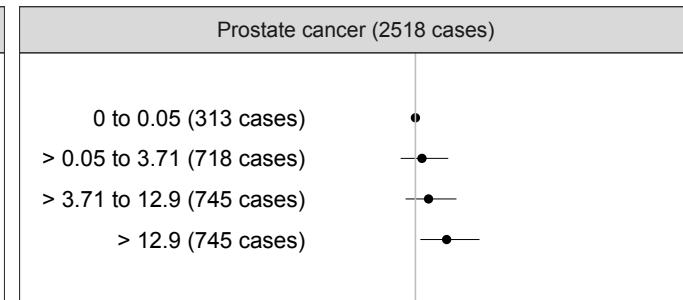 Prostate cancer (2518 cases)
0 to 0.05 (313 cases)
> 0.05 to 3.71 (718 cases)
> 3.71 to 12.9 (745 cases)
> 12.9 (745 cases)